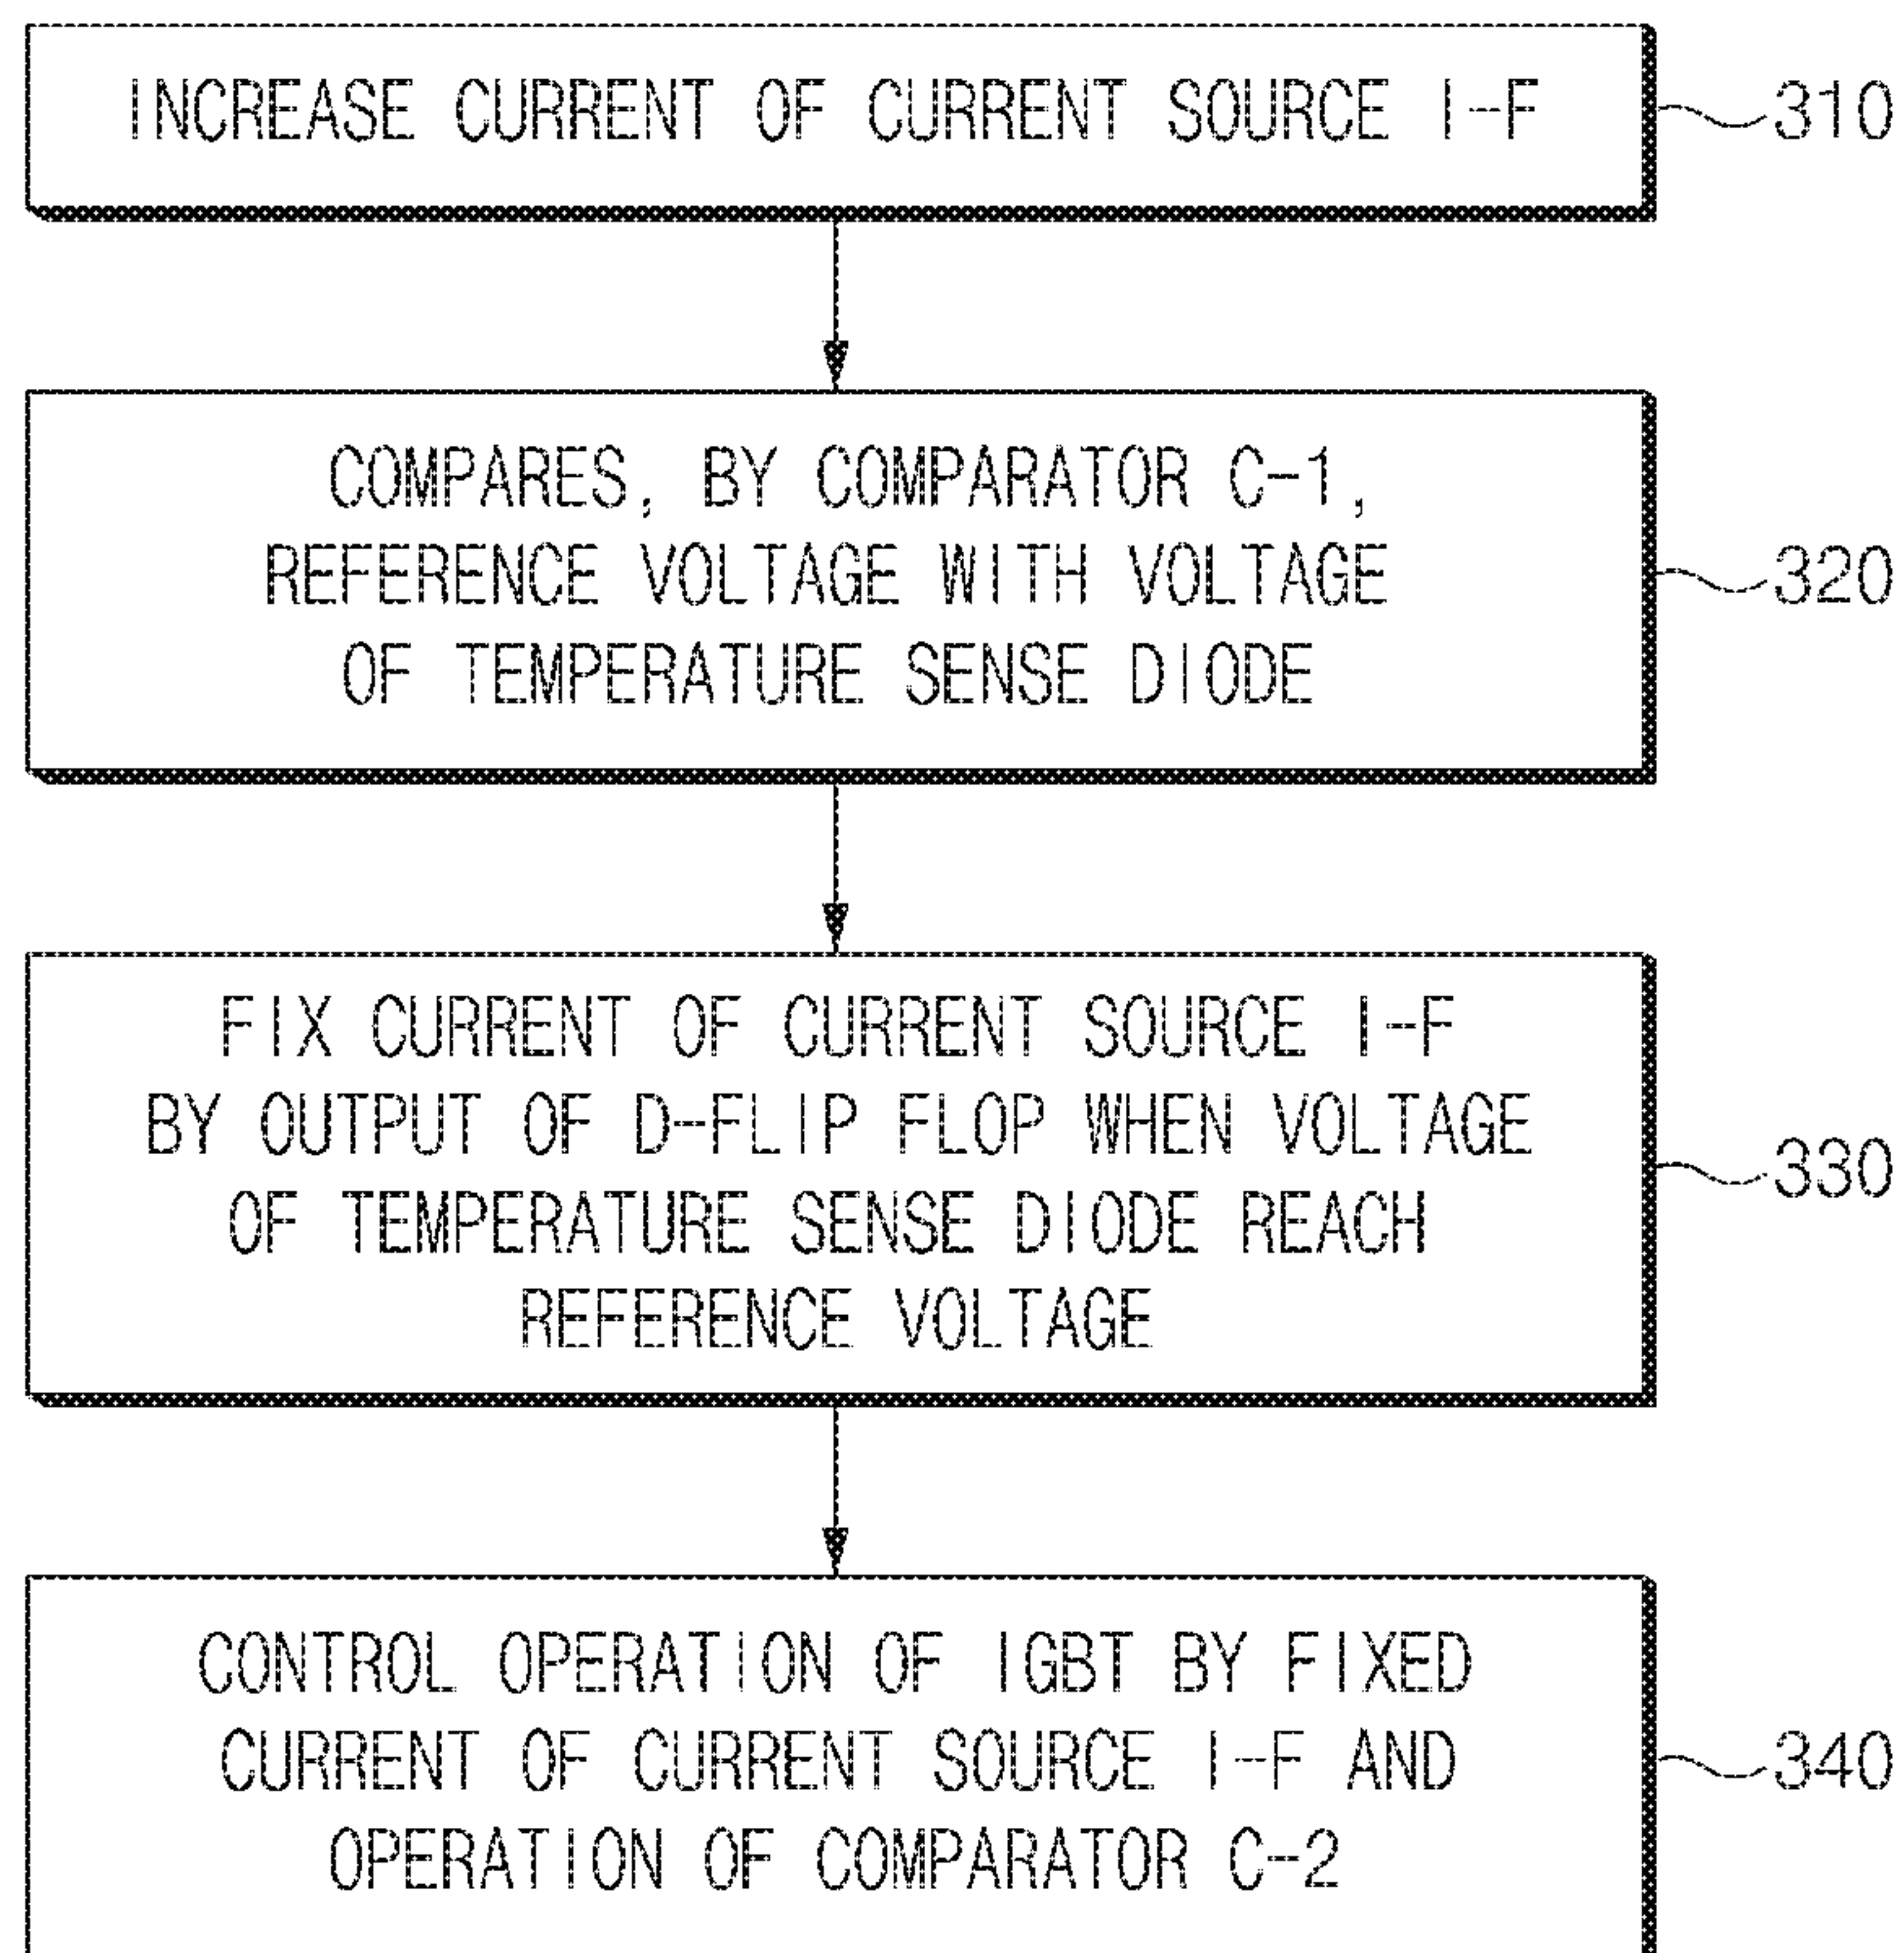 INCREASE CURRENT OF CURRENT SOURCE I-F
310
COMPARES, BY COMPARATOR C-1,
REFERENCE VOLTAGE WITH VOLTAGE
OF TEMPERATURE SENSE DIODE
320
FIX CURRENT OF CURRENT SOURCE I-F
BY OUTPUT OF D-FLIP FLOP WHEN VOLTAGE
OF TEMPERATURE SENSE DIODE REACH
REFERENCE VOLTAGE
330
CONTROL OPERATION OF IGBT BY FIXED
CURRENT OF CURRENT SOURCE I-F AND
OPERATION OF COMPARATOR C-2
340